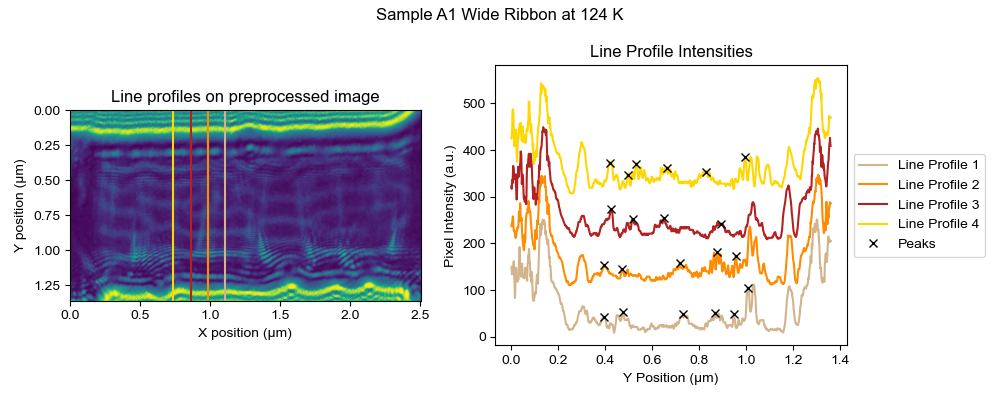 Sample A1 Wide Ribbon at 124 K
Line profiles on preprocessed image
0.00
0.25
0.50
0.75
1.00
1.25
Y position (μm)
0.0 0.5 1.0 1.5 2.0 2.5
X position (μm)
Line Profile Intensities
500
400
300
200
100
0
Pixel Intensity (a.u.)
0.0 0.2 0.4 0.6 0.8 1.0 1.2 1.4
Y Position (μm)
Line Profile 1
Line Profile 2
Line Profile 3
Line Profile 4
Peaks